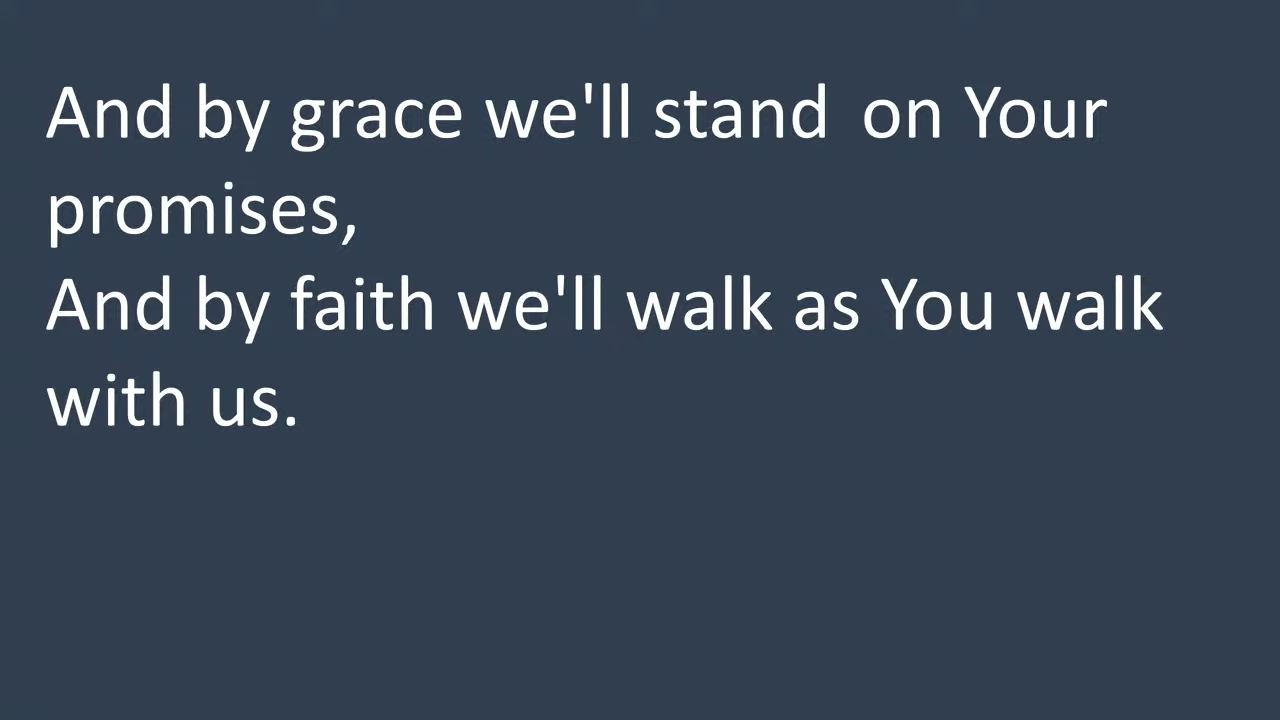 And by grace we'll stand on Your
promises,
And by faith we'll walk as You walk
with us.